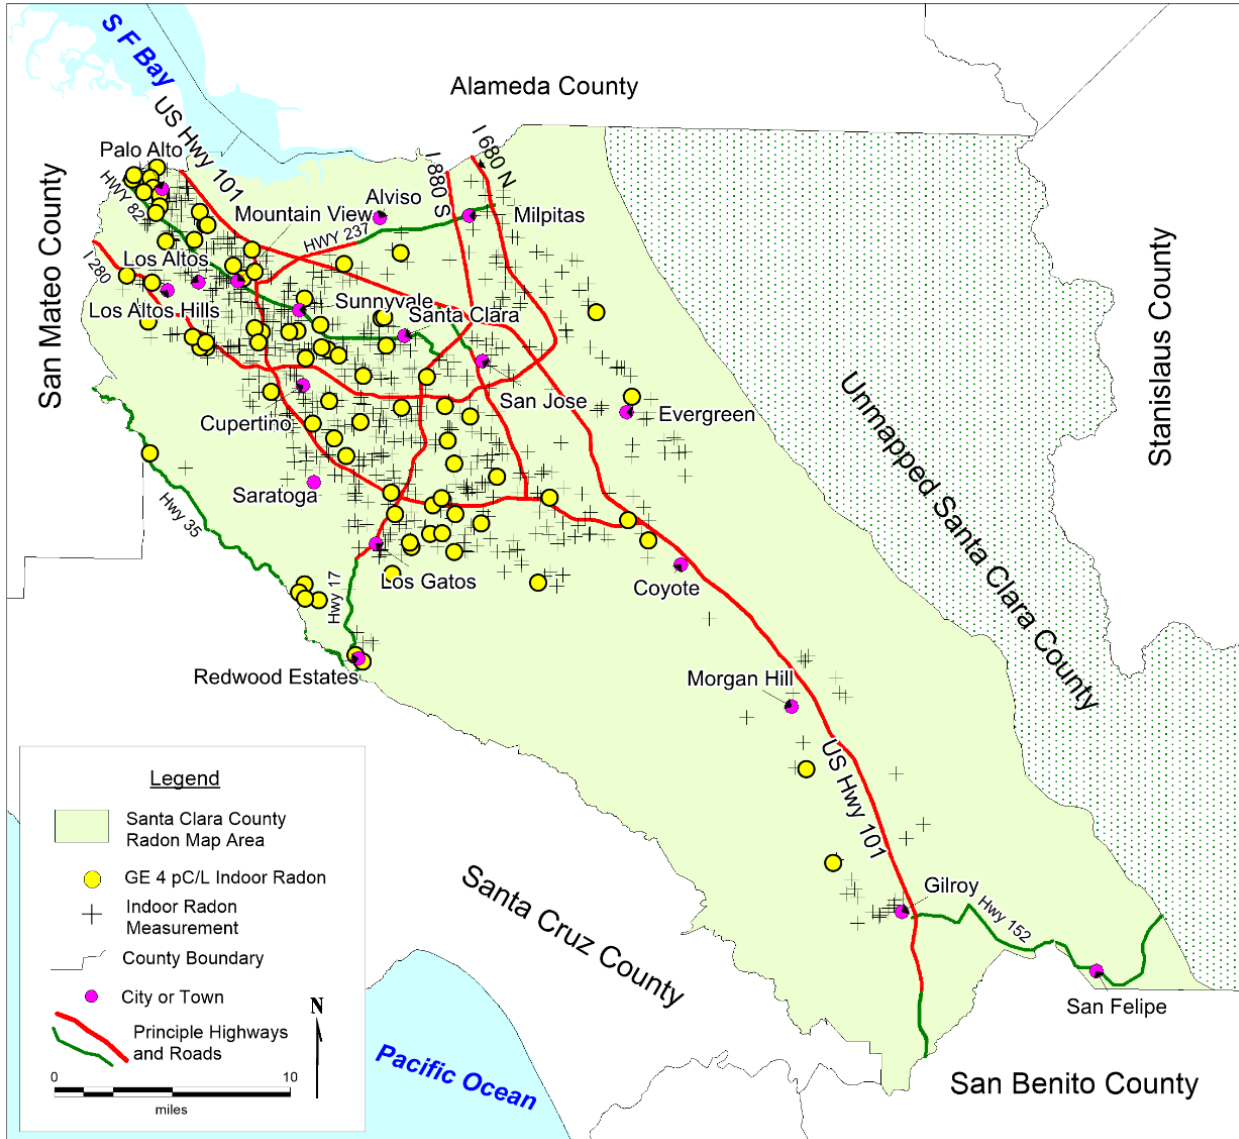 S F Bay
Alameda County
US Hwy 101
I 680 N
I 880 S
Palo Alto
San Mateo County
HWY 82
Alviso
Mountain View
Milpitas
HWY 237
Los Altos
I 280
Stanislaus County
Los Altos Hills
Sunnyvale
Santa Clara
San Jose
Cupertino
Evergreen
Unmapped Santa Clara County
Saratoga
Hwy 35
Los Gatos
Coyote
Hwy 17
Redwood Estates
Morgan Hill
US Hwy 101
Santa Cruz County
Gilroy
Hwy 152
San Felipe
Pacific Ocean
San Benito County
Legend
Santa Clara County
Radon Map Area
GE 4 pC/L Indoor Radon
Indoor Radon
Measurement
County Boundary
City or Town
N
Principle Highways
and Roads
0 10
miles